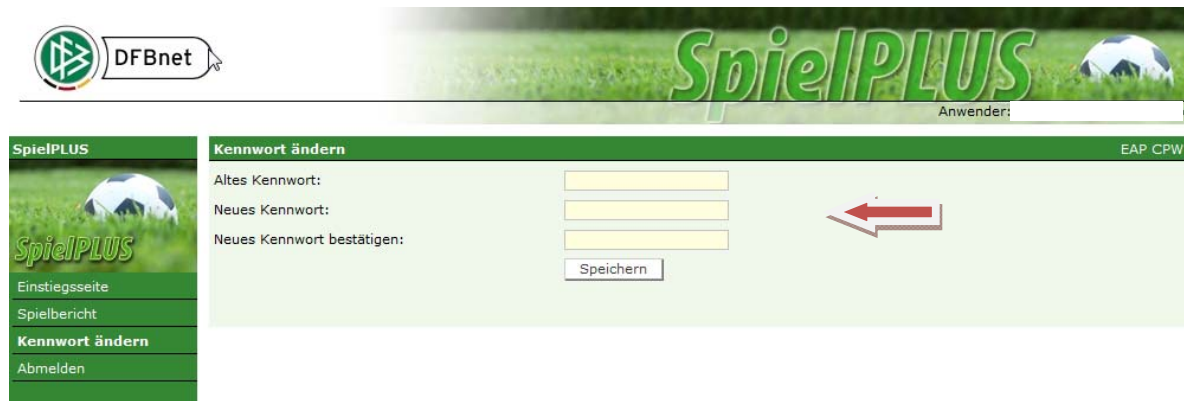 DFBnet
SpielPLUS
Anwender:
SpielPLUS
Kennwort ändern
EAP CPW
Altes Kennwort:
Neues Kennwort:
Neues Kennwort bestätigen:
Speichern
SpielPLUS
Einstiegsseite
Spielbericht
Kennwort ändern
Abmelden